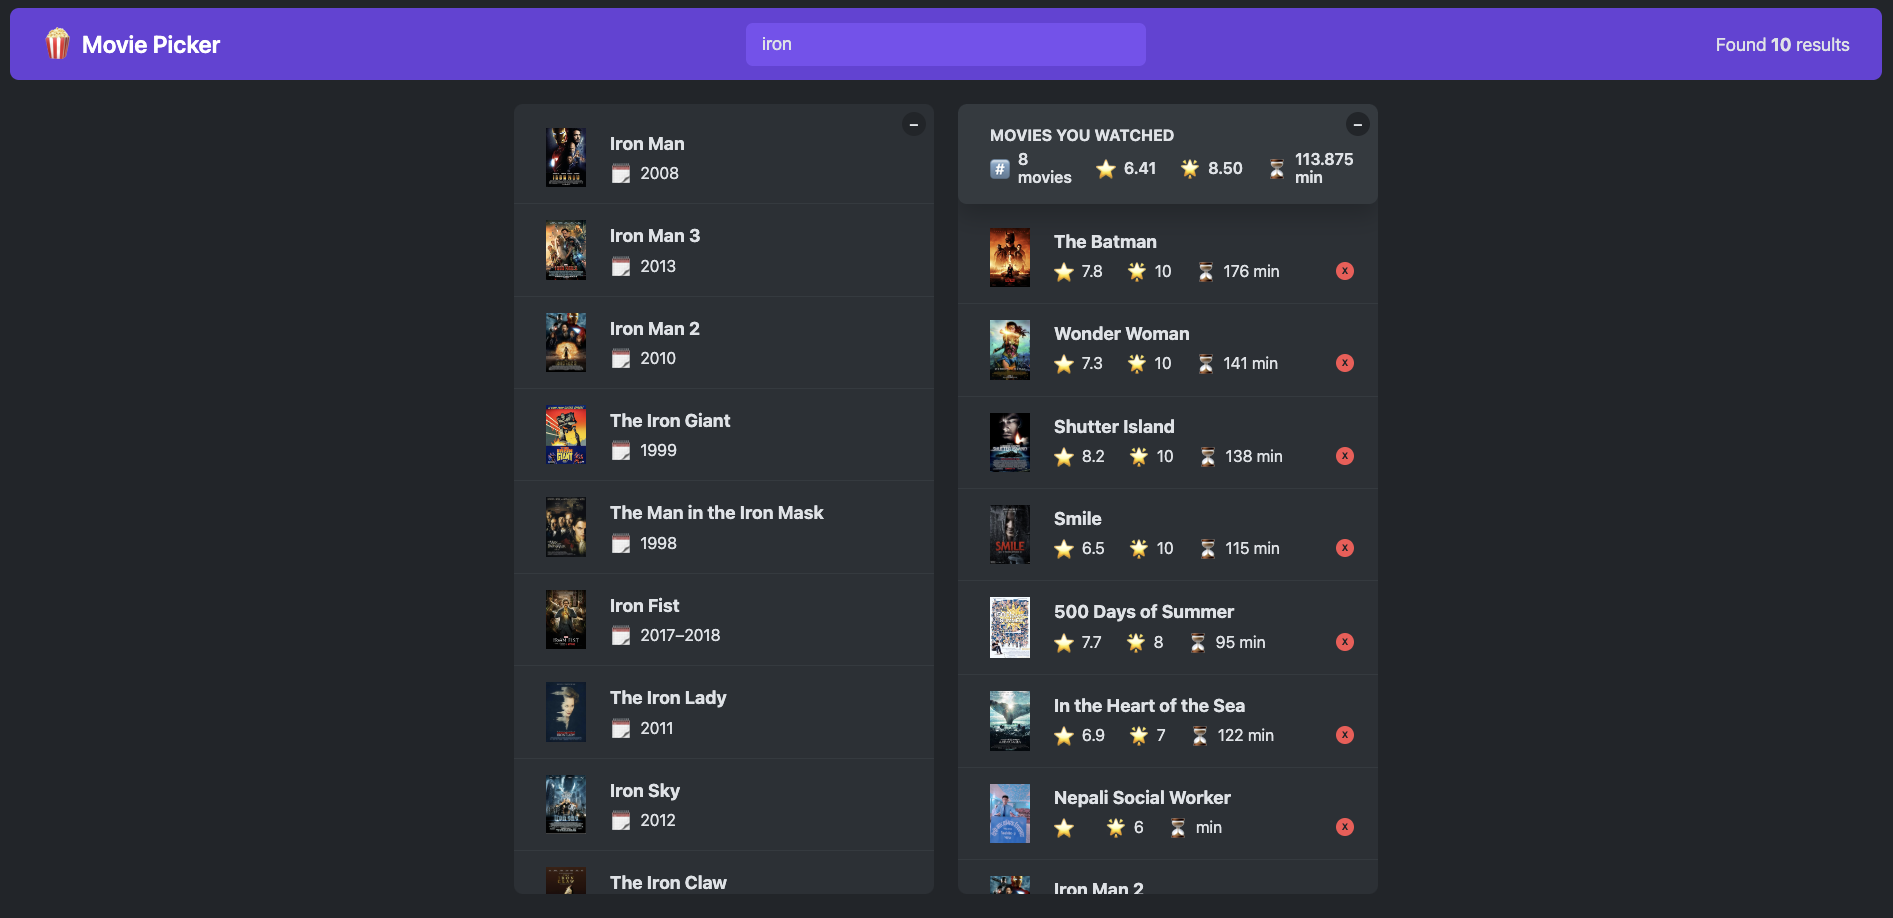 Movie Picker
iron
Found 10 results
Iron Man
2008
Iron Man 3
2013
Iron Man 2
2010
The Iron Giant
1999
The Man in the Iron Mask
1998
Iron Fist
2017–2018
The Iron Lady
2011
Iron Sky
2012
The Iron Claw
MOVIES YOU WATCHED
# 8 movies 6.41 8.50 113.875 min
The Batman
7.8 10 176 min x
Wonder Woman
7.3 10 141 min x
Shutter Island
8.2 10 138 min x
Smile
6.5 10 115 min x
SMILE
500 Days of Summer
7.7 8 95 min x
In the Heart of the Sea
6.9 7 122 min x
Nepali Social Worker
6 min x
Iron Man 2